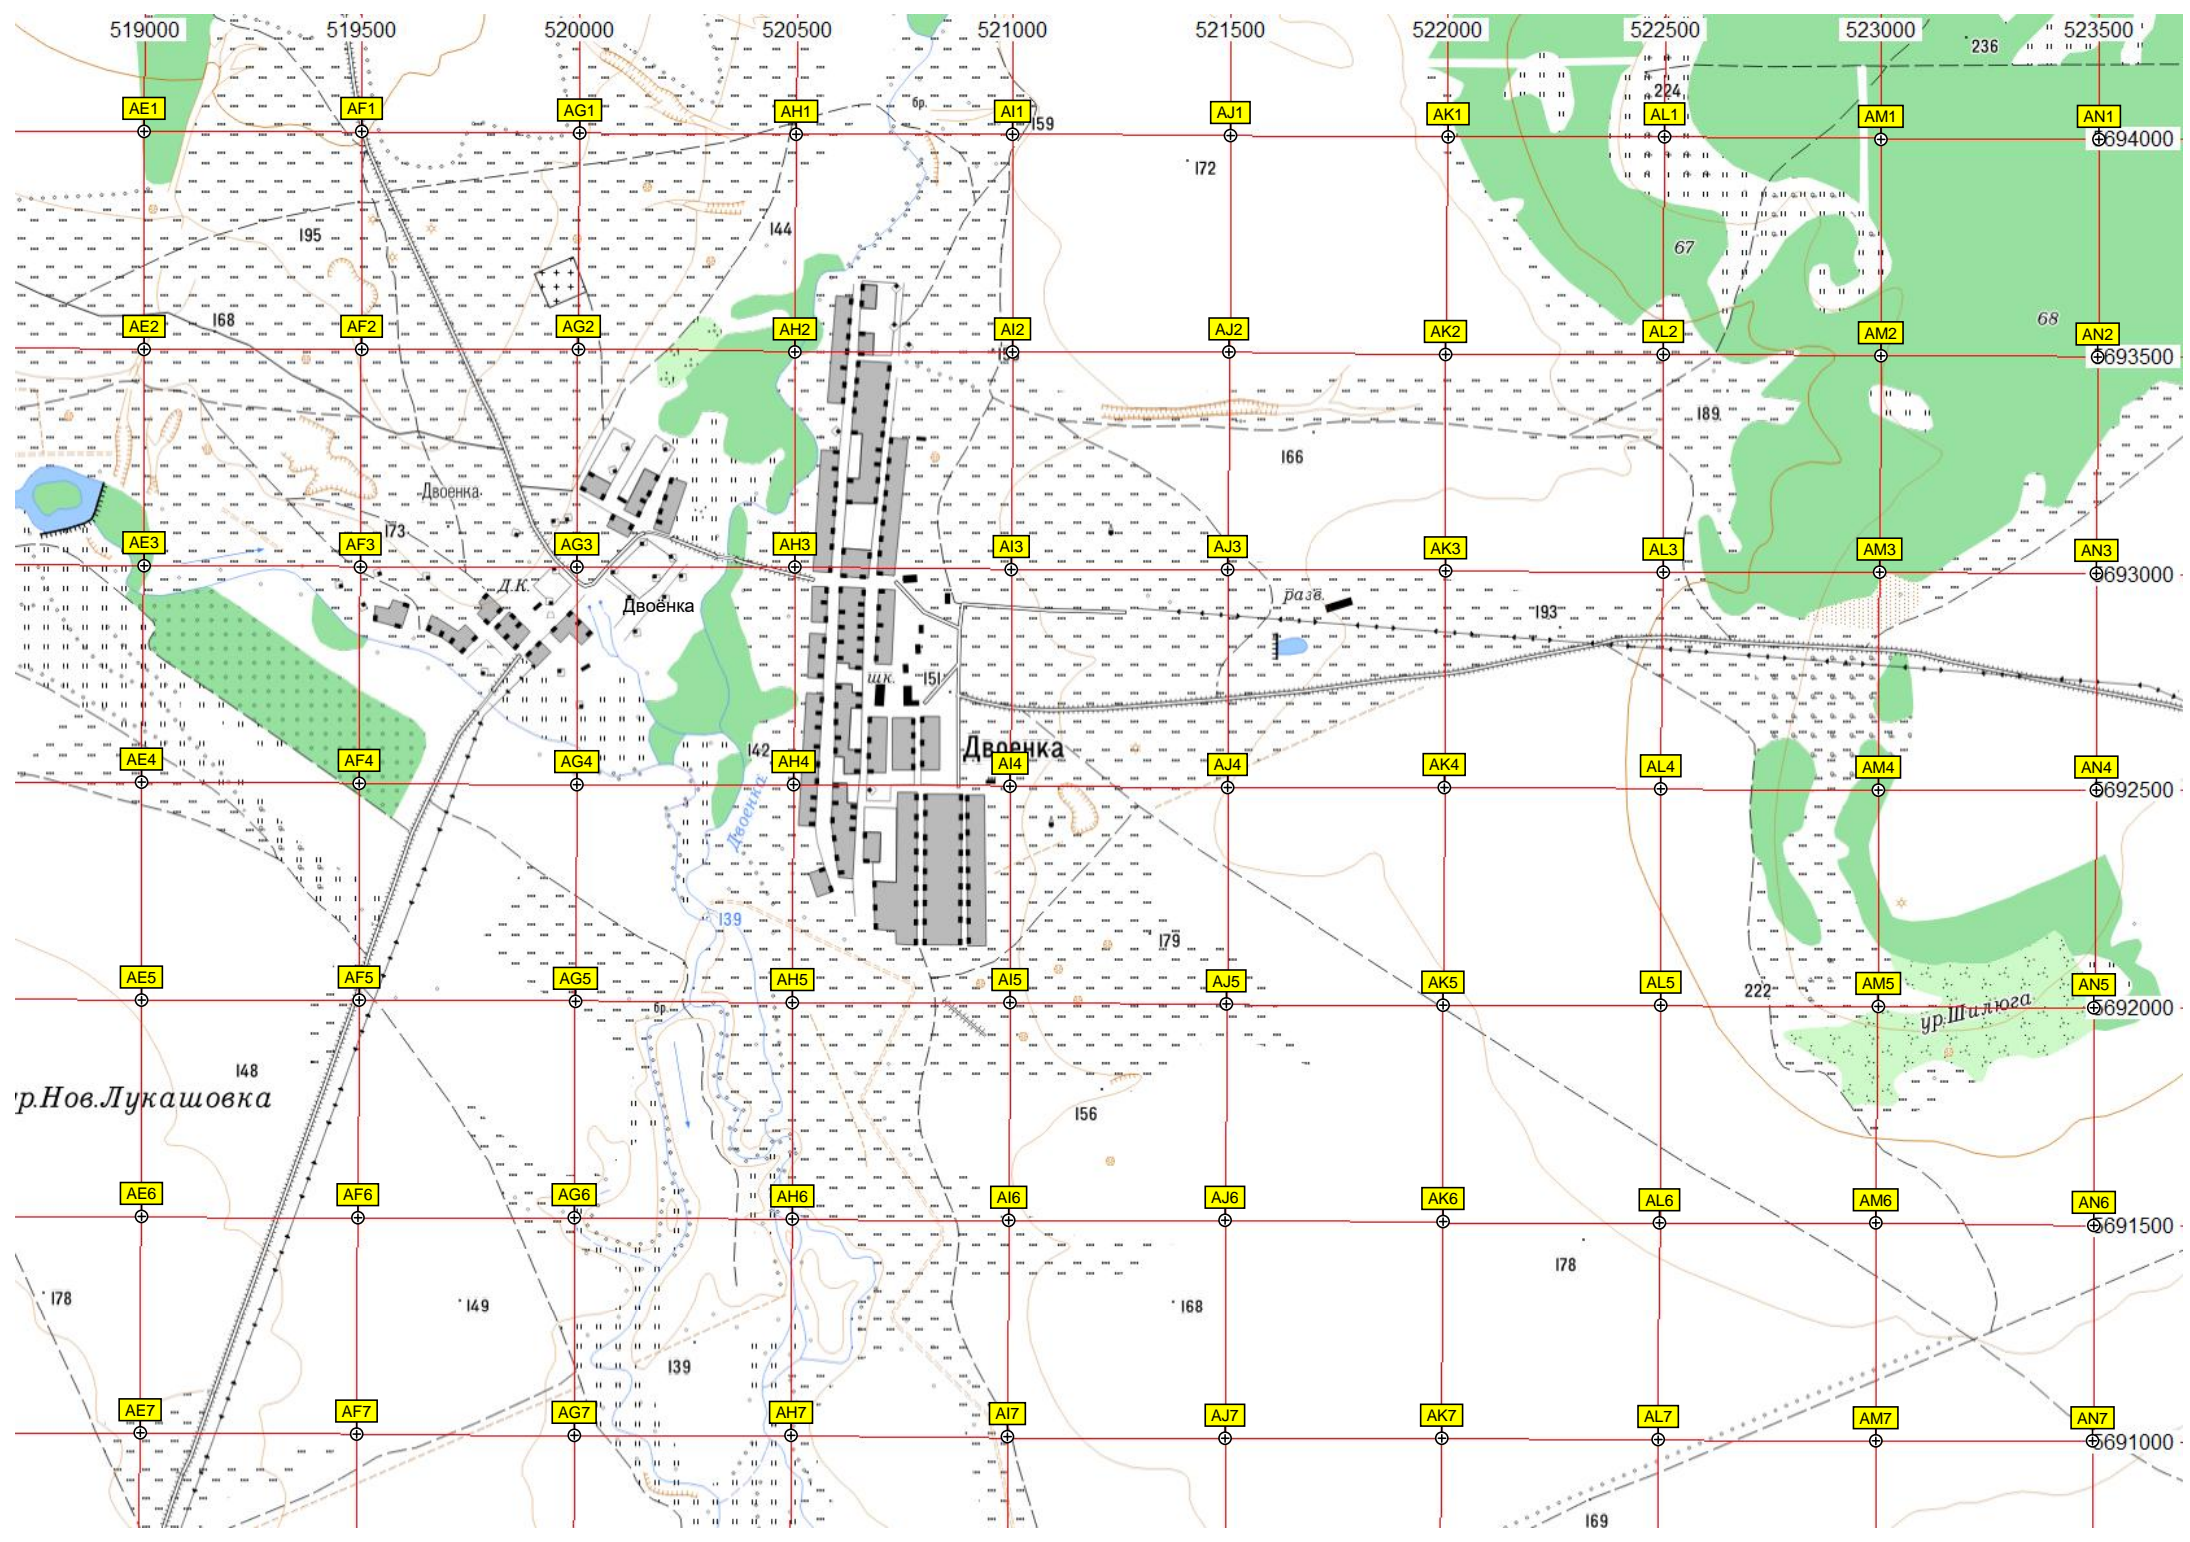 519000 519500 520000 520500 521000 521500 522000 522500 523000 523500
236
224
AE1 AF1 AG1 AH1 бр. AI1 159 AJ1 AK1 AL1 AM1 AN1
5694000
172
195 144 67
68
AE2 168 AF2 AG2 AH2 AI2 AJ2 AK2 AL2 AM2 AN2
5693500
189
166
Двоенка
173
AE3 AF3 AG3 AH3 AI3 AJ3 AK3 AL3 AM3 AN3
5693000
Д.К. Двоёнка разв. 193
шк. 151
142 Двоенка
AE4 AF4 AG4 AH4 AI4 AJ4 AK4 AL4 AM4 AN4
5692500
Двоенка
139
179
AE5 AF5 AG5 AH5 AI5 AJ5 AK5 AL5 222 AM5 AN5
бр. 5692000
ур.Шилюга
148
ур.Нов.Лукашовка
156
AE6 AF6 AG6 AH6 AI6 AJ6 AK6 AL6 AM6 AN6
5691500
178
178 149 168
139
AE7 AF7 AG7 AH7 AI7 AJ7 AK7 AL7 AM7 AN7
5691000
169